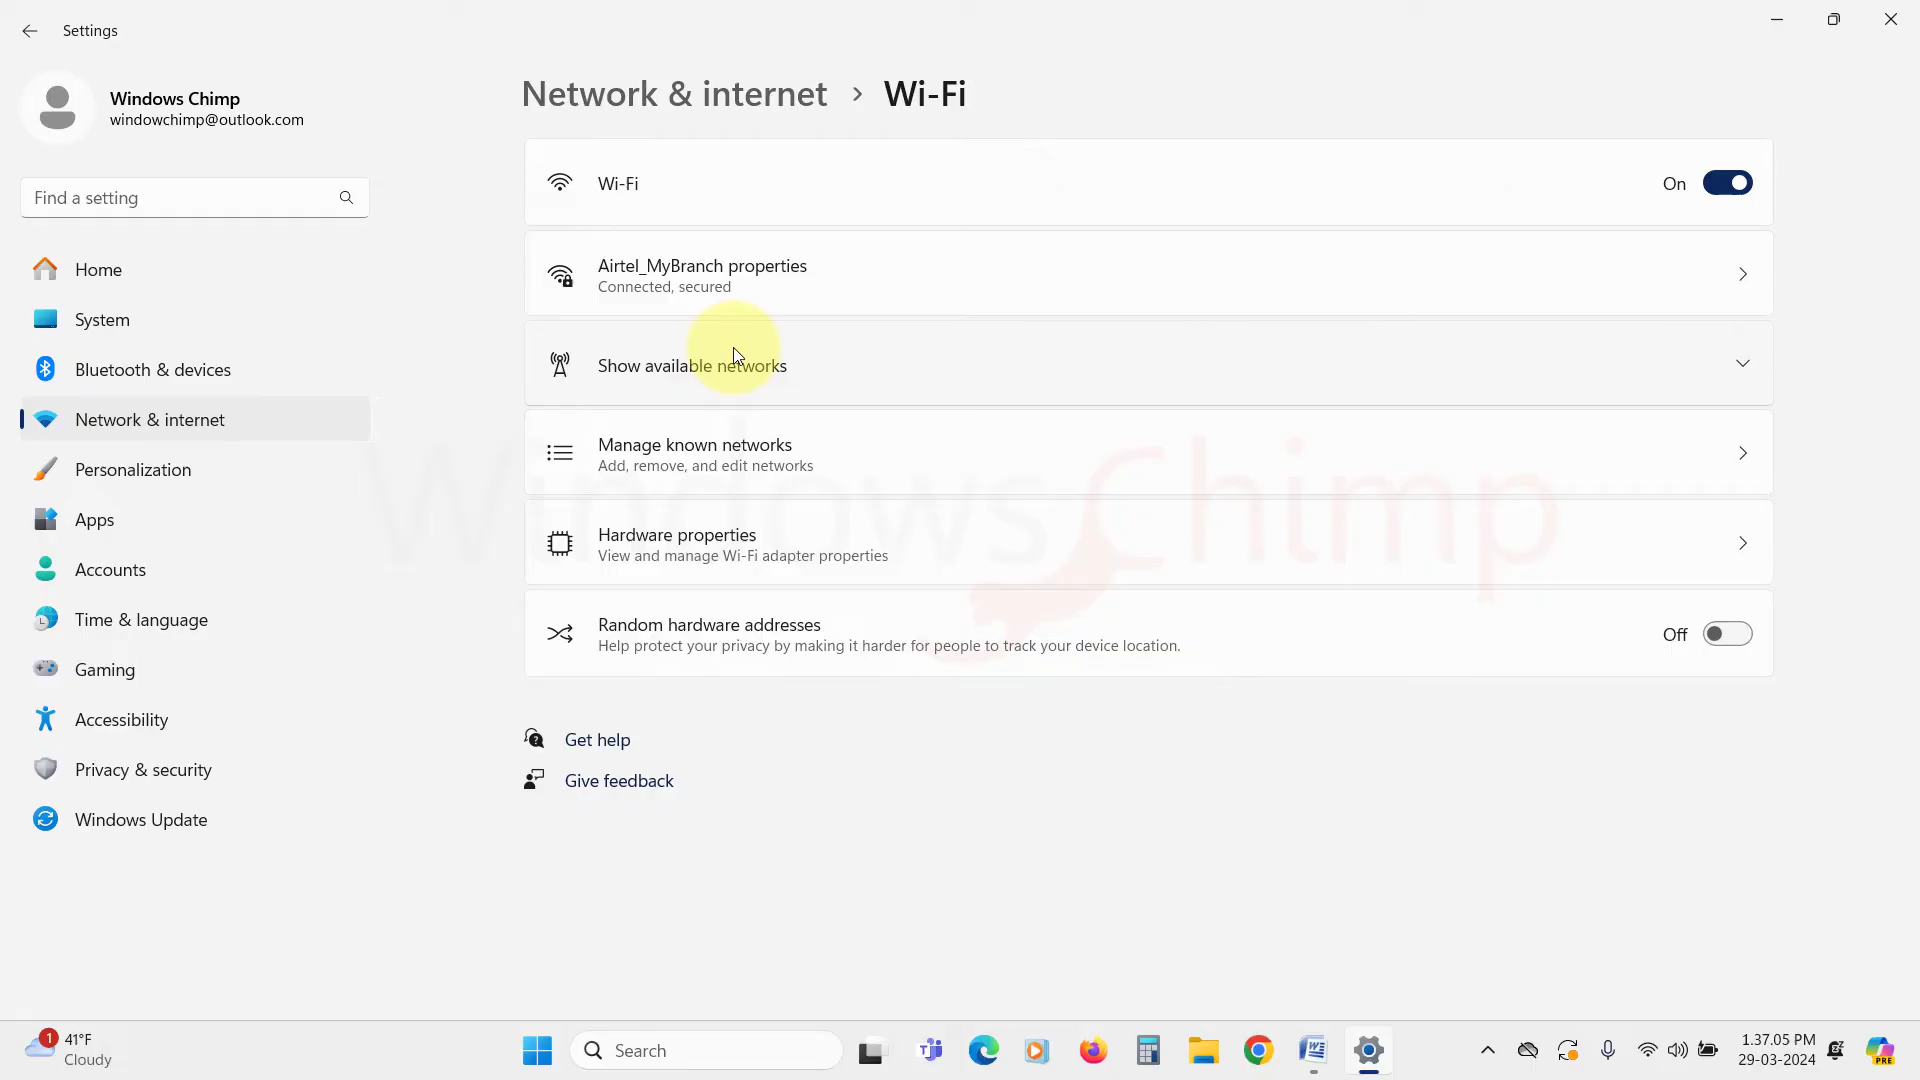 Settings
Windows Chimp
windowchimp@outlook.com
Find a setting
Home
System
Bluetooth & devices
Network & internet
Personalization
Apps
Accounts
Time & language
Gaming
Accessibility
Privacy & security
Windows Update
Network & internet > Wi-Fi
Wi-Fi
On
Airtel_MyBranch properties
Connected, secured
Show available networks
Manage known networks
Add, remove, and edit networks
Hardware properties
View and manage Wi-Fi adapter properties
Random hardware addresses
Help protect your privacy by making it harder for people to track your device location.
Off
Get help
Give feedback
WindowsChimp
1
41°F
Cloudy
Search
1.37.05 PM
29-03-2024
PRE